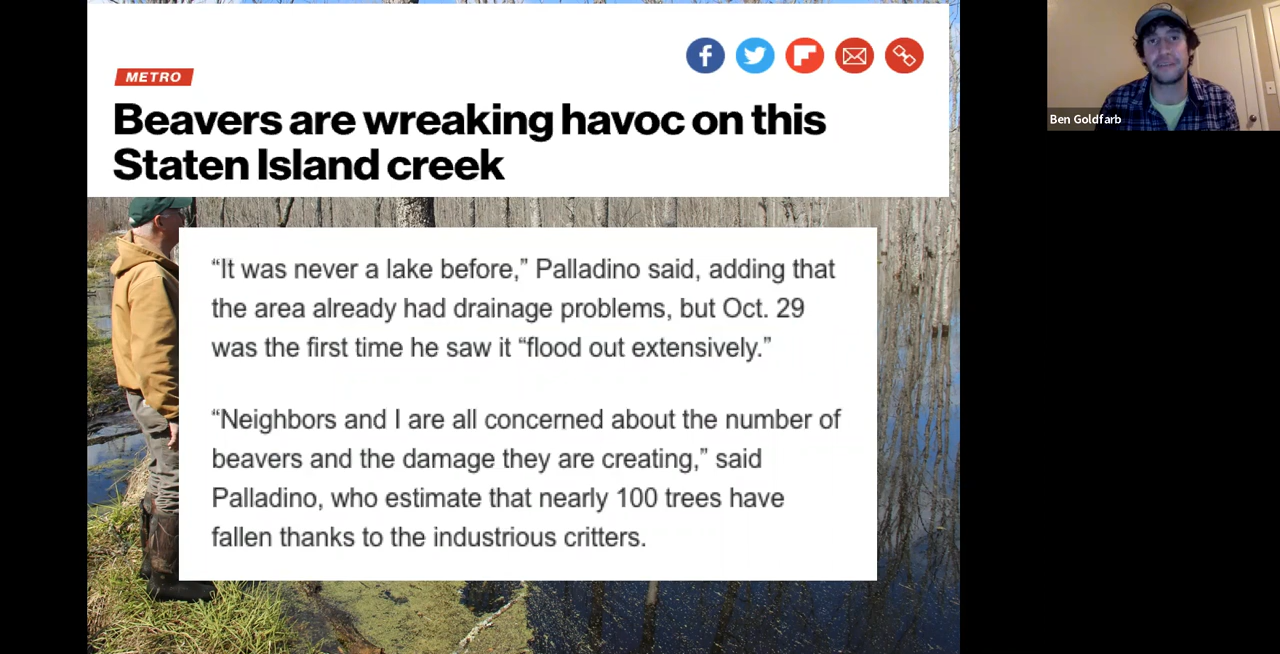 METRO
Beavers are wreaking havoc on this
Staten Island creek
“It was never a lake before,” Palladino said, adding that
the area already had drainage problems, but Oct. 29
was the first time he saw it “flood out extensively.”
“Neighbors and I are all concerned about the number of
beavers and the damage they are creating,” said
Palladino, who estimate that nearly 100 trees have
fallen thanks to the industrious critters.
Ben Goldfarb